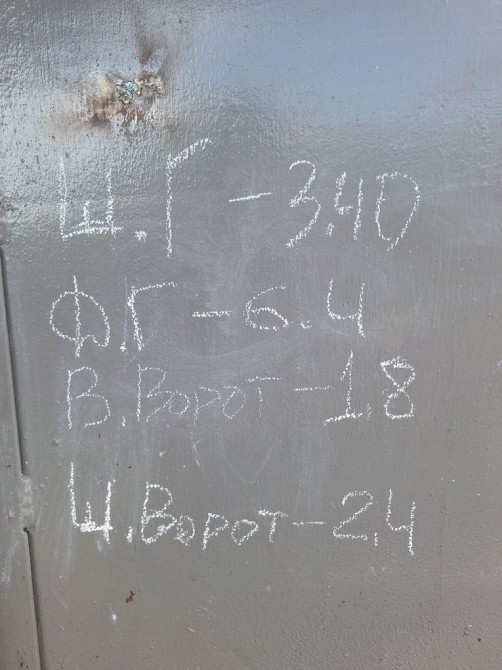 Ш.Г - 3.40
Ф.Г - 6.4
В.Ворот - 1.8
Ш.Ворот - 2.4